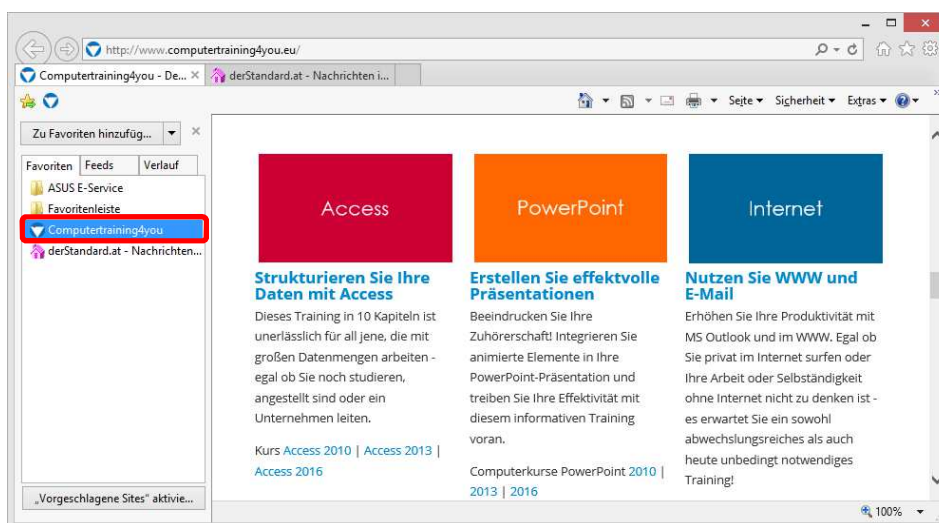 http://www.computertraining4you.eu/
Computertraining4you - De...
derStandard.at - Nachrichten i...
Seite
Sicherheit
Extras
Zu Favoriten hinzufüg...
Favoriten
Feeds
Verlauf
ASUS E-Service
Favoritenleiste
Computertraining4you
derStandard.at - Nachrichten...
„Vorgeschlagene Sites" aktivie...
Access
Strukturieren Sie Ihre
Daten mit Access
Dieses Training in 10 Kapiteln ist
unerlässlich für all jene, die mit
großen Datenmengen arbeiten -
egal ob Sie noch studieren,
angestellt sind oder ein
Unternehmen leiten.
Kurs Access 2010 | Access 2013 |
Access 2016
PowerPoint
Erstellen Sie effektvolle
Präsentationen
Beeindrucken Sie Ihre
Zuhörerschaft! Integrieren Sie
animierte Elemente in Ihre
PowerPoint-Präsentation und
treiben Sie Ihre Effektivität mit
diesem informativen Training
voran.
Computerkurse PowerPoint 2010 |
2013 | 2016
Internet
Nutzen Sie WWW und
E-Mail
Erhöhen Sie Ihre Produktivität mit
MS Outlook und im WWW. Egal ob
Sie privat im Internet surfen oder
Ihre Arbeit oder Selbständigkeit
ohne Internet nicht zu denken ist -
es erwartet Sie ein sowohl
abwechslungsreiches als auch
heute unbedingt notwendiges
Training!
100%